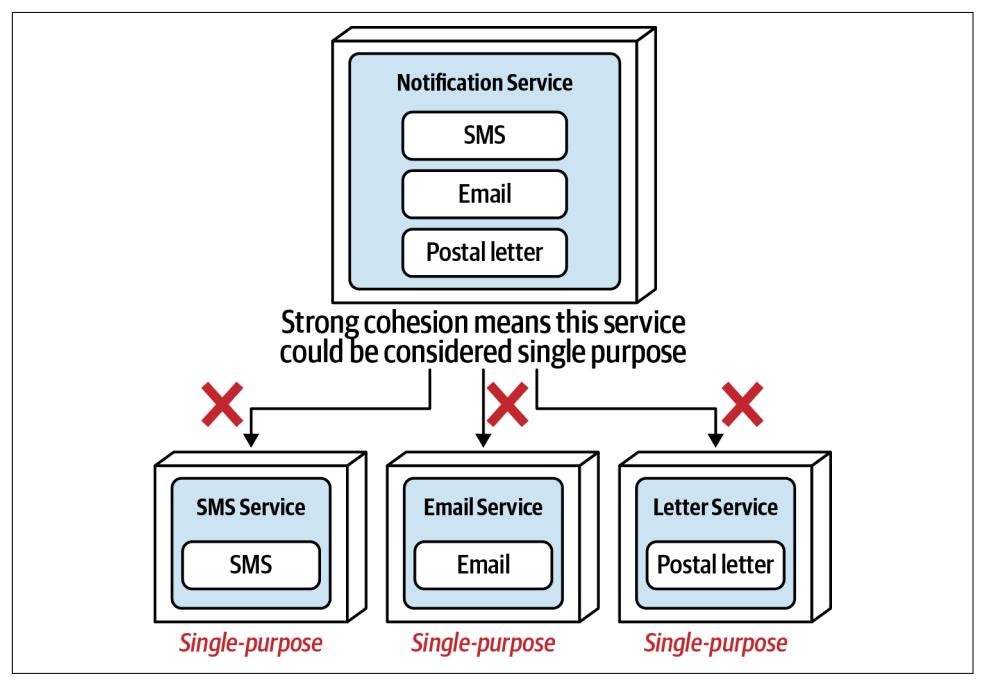 Notification Service
SMS
Email
Postal letter
Strong cohesion means this service
could be considered single purpose
SMS Service
SMS
Single-purpose
Email Service
Email
Single-purpose
Letter Service
Postal letter
Single-purpose